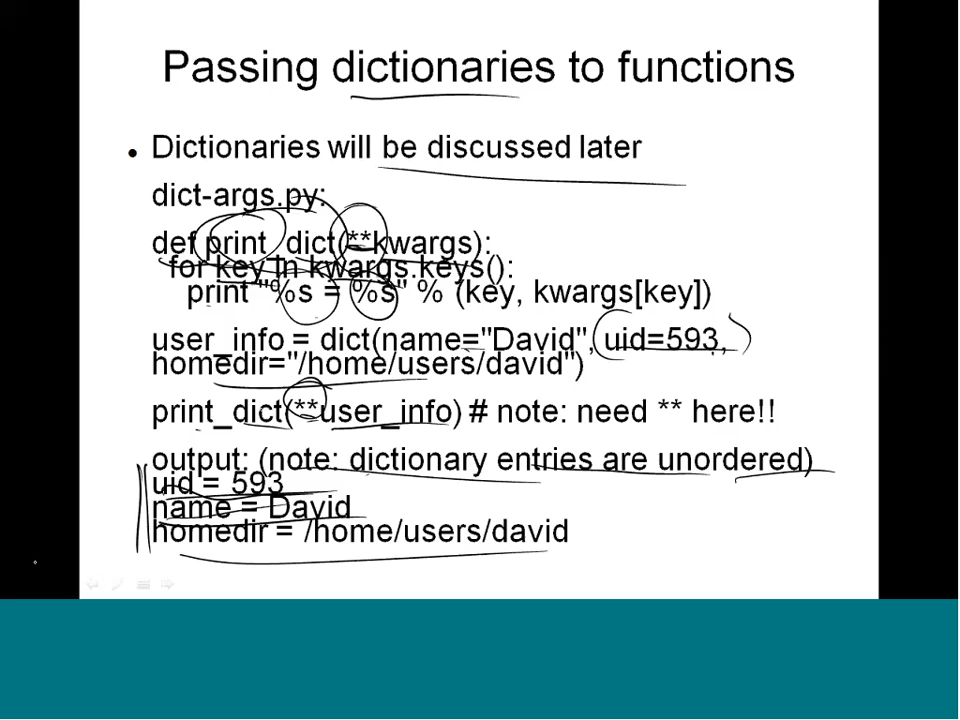 Passing dictionaries to functions
• Dictionaries will be discussed later
dict-args.py:
def print_dict(**kwargs):
for key in kwargs.keys():
print "%s = %s" % (key, kwargs[key])
user_info = dict(name="David", uid=593,
homedir="/home/users/david")
print_dict(**user_info) # note: need ** here!!
output: (note: dictionary entries are unordered)
uid = 593
name = David
homedir = /home/users/david